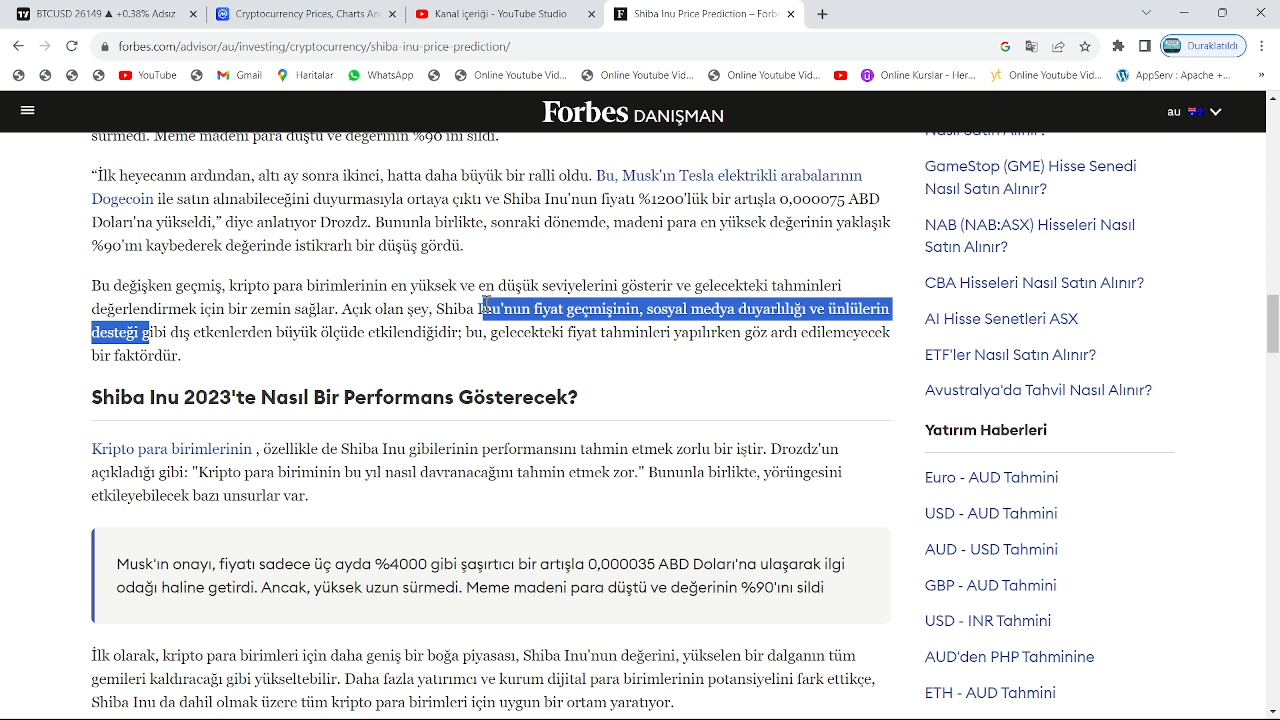 BTCUSD 26149 ▲ +0.38% Adsız
Cryptocurrency Prices, Charts An
Kanal içeriği - YouTube Studio
Shiba Inu Price Prediction – Forb
forbes.com/advisor/au/investing/cryptocurrency/shiba-inu-price-prediction/
Duraklatıldı
YouTube
Gmail
Haritalar
WhatsApp
Online Youtube Vid...
Online Youtube Vid...
Online Youtube Vid...
Online Kurslar - Her...
Online Youtube Vid...
AppServ : Apache +...
»
Forbes DANIŞMAN
au
sürmedi. Meme madeni para düştü ve değerinin %90'ını sildi.
“İlk heyecanın ardından, altı ay sonra ikinci, hatta daha büyük bir ralli oldu. Bu, Musk'ın Tesla elektrikli arabalarının
Dogecoin ile satın alınabileceğini duyurmasıyla ortaya çıktı ve Shiba Inu'nun fiyatı %1200'lük bir artışla 0,000075 ABD
Doları'na yükseldi,” diye anlatıyor Drozdz. Bununla birlikte, sonraki dönemde, madeni para en yüksek değerinin yaklaşık
%90'ını kaybederek değerinde istikrarlı bir düşüş gördü.
Bu değişken geçmiş, kripto para birimlerinin en yüksek ve en düşük seviyelerini gösterir ve gelecekteki tahminleri
değerlendirmek için bir zemin sağlar. Açık olan şey, Shiba Inu'nun fiyat geçmişinin, sosyal medya duyarlılığı ve ünlülerin
desteği gibi dış etkenlerden büyük ölçüde etkilendiğidir; bu, gelecekteki fiyat tahminleri yapılırken göz ardı edilemeyecek
bir faktördür.
Shiba Inu 2023'te Nasıl Bir Performans Gösterecek?
Kripto para birimlerinin , özellikle de Shiba Inu gibilerinin performansını tahmin etmek zorlu bir iştir. Drozdz'un
açıkladığı gibi: "Kripto para biriminin bu yıl nasıl davranacağını tahmin etmek zor." Bununla birlikte, yörüngesini
etkileyebilecek bazı unsurlar var.
Musk'ın onayı, fiyatı sadece üç ayda %4000 gibi şaşırtıcı bir artışla 0,000035 ABD Doları'na ulaşarak ilgi
odağı haline getirdi. Ancak, yüksek uzun sürmedi. Meme madeni para düştü ve değerinin %90'ını sildi
İlk olarak, kripto para birimleri için daha geniş bir boğa piyasası, Shiba Inu'nun değerini, yükselen bir dalganın tüm
gemileri kaldıracağı gibi yükseltebilir. Daha fazla yatırımcı ve kurum dijital para birimlerinin potansiyelini fark ettikçe,
Shiba Inu da dahil olmak üzere tüm kripto para birimleri için uygun bir ortam yaratıyor.
Nasıl Satın Alınır?
GameStop (GME) Hisse Senedi
Nasıl Satın Alınır?
NAB (NAB:ASX) Hisseleri Nasıl
Satın Alınır?
CBA Hisseleri Nasıl Satın Alınır?
AI Hisse Senetleri ASX
ETF'ler Nasıl Satın Alınır?
Avustralya'da Tahvil Nasıl Alınır?
Yatırım Haberleri
Euro - AUD Tahmini
USD - AUD Tahmini
AUD - USD Tahmini
GBP - AUD Tahmini
USD - INR Tahmini
AUD'den PHP Tahminine
ETH - AUD Tahmini